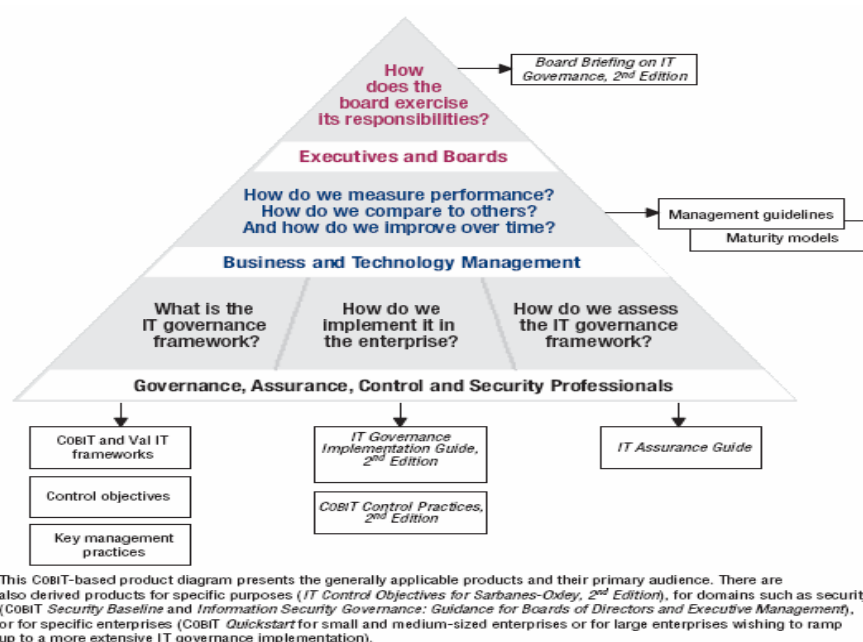 How
does the
board exercise
its responsibilities?
Board Briefing on IT
Governance, 2nd Edition
Executives and Boards
How do we measure performance?
How do we compare to others?
And how do we improve over time?
Management guidelines
Maturity models
Business and Technology Management
What is the
IT governance
framework?
How do we
implement it in
the enterprise?
How do we assess
the IT governance
framework?
Governance, Assurance, Control and Security Professionals
COBIT and Val IT
frameworks
Control objectives
Key management
practices
IT Governance
Implementation Guide,
2nd Edition
COBIT Control Practices,
2nd Edition
IT Assurance Guide
This COBIT-based product diagram presents the generally applicable products and their primary audience. There are
also derived products for specific purposes (IT Control Objectives for Sarbanes-Oxley, 2nd Edition), for domains such as security
(COBIT Security Baseline and Information Security Governance: Guidance for Boards of Directors and Executive Management),
or for specific enterprises (COBIT Quickstart for small and medium-sized enterprises or for large enterprises wishing to ramp
up to a more extensive IT governance implementation).